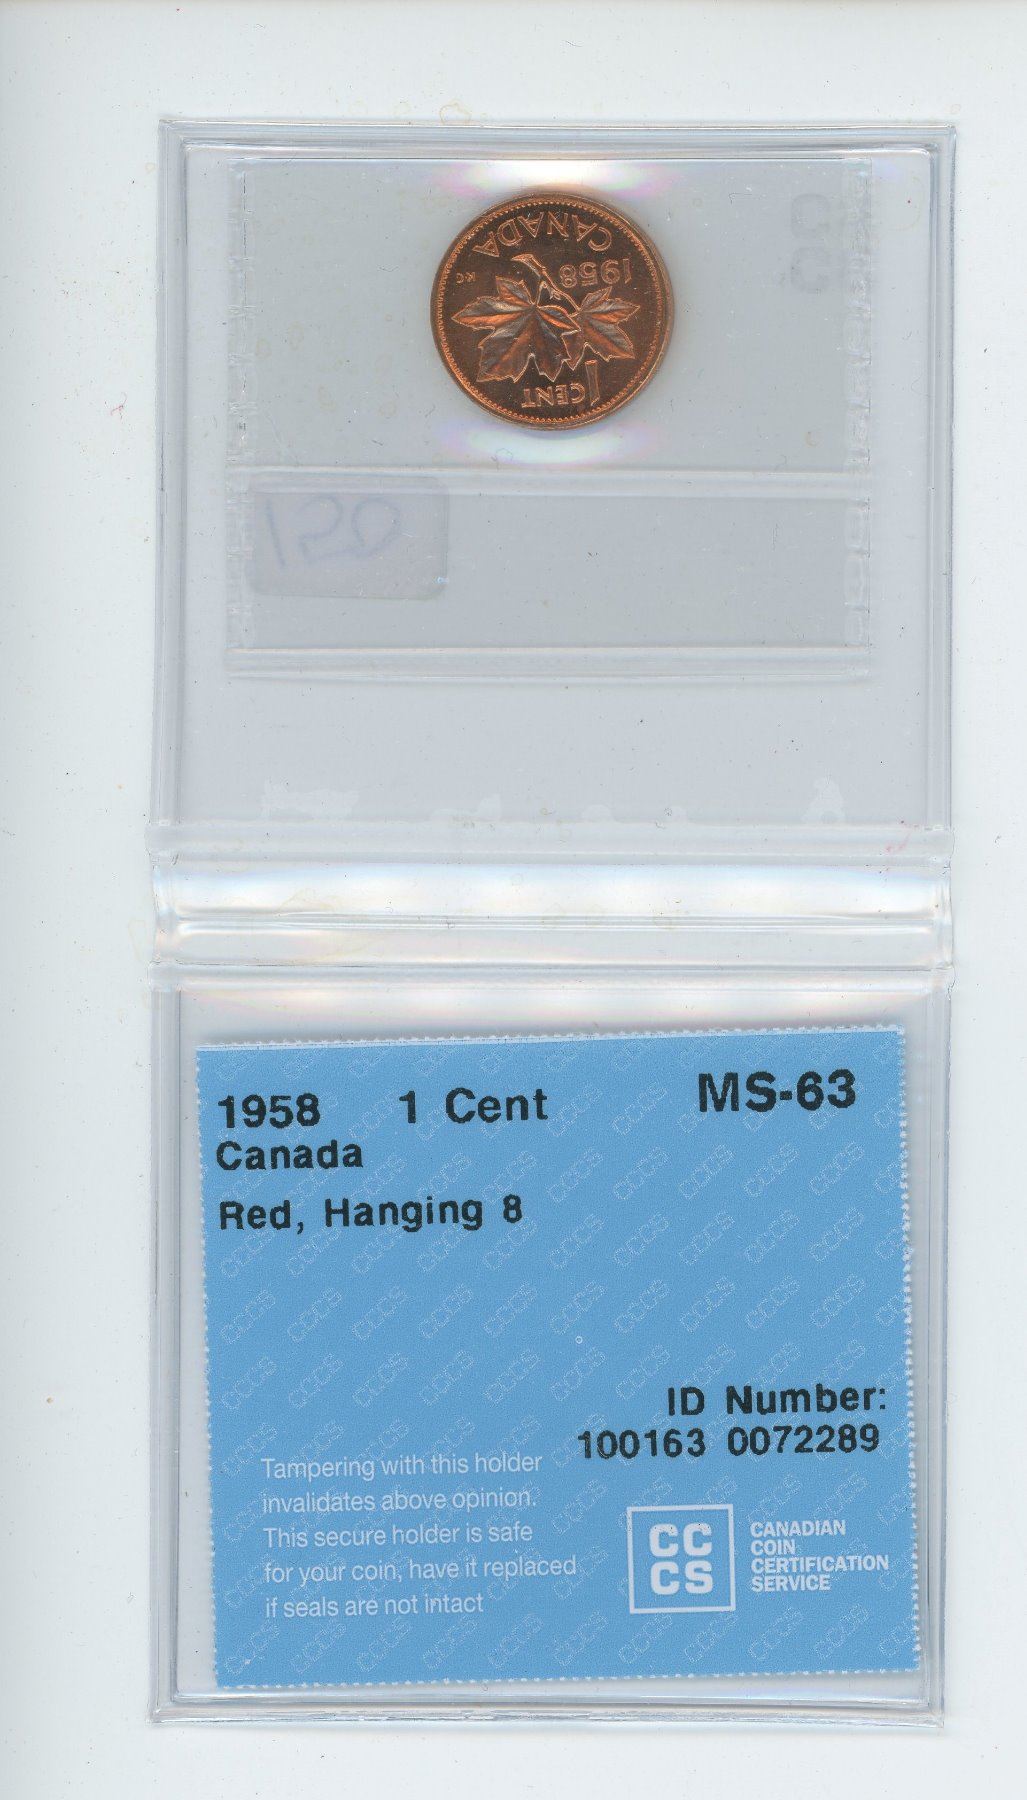 CANADA
1958
KG
1 CENT
1958 1 Cent MS-63
Canada
Red, Hanging 8
ID Number:
100163 0072289
Tampering with this holder
invalidates above opinion.
This secure holder is safe
for your coin, have it replaced
if seals are not intact
CC
CS
CANADIAN
COIN
CERTIFICATION
SERVICE